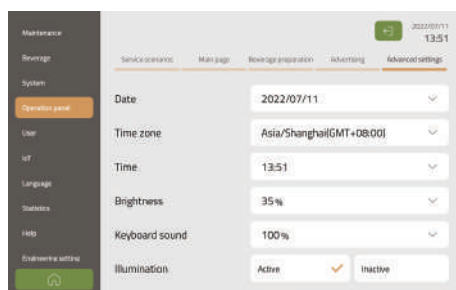 Maintenance
2022/07/11
13:51
Beverage
Service scenarios Main page Beverage preparation Advertising Advanced settings
System
Operation panel
Date 2022/07/11
User
Time zone Asia/Shanghai(GMT+08:00)
IoT
Time 13:51
Language
Statistics
Brightness 35%
Help
Keyboard sound 100%
Engineering setting
Illumination Active Inactive